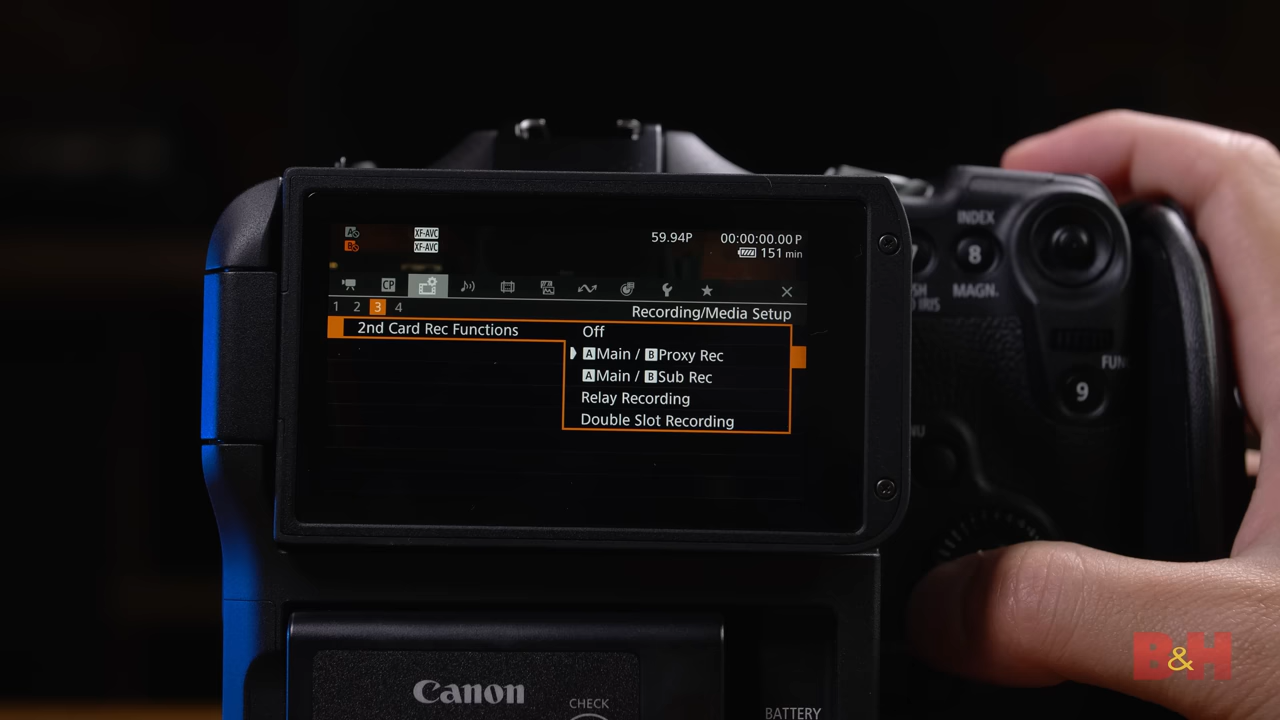 A XF-AVC 59.94P 00:00:00.00 P
B XF-AVC 151 min
CP
1 2 3 4 Recording/Media Setup
2nd Card Rec Functions
Off
A Main / B Proxy Rec
A Main / B Sub Rec
Relay Recording
Double Slot Recording
INDEX
8
MAGN.
IRIS
9
Canon
CHECK
BATTERY
B&H